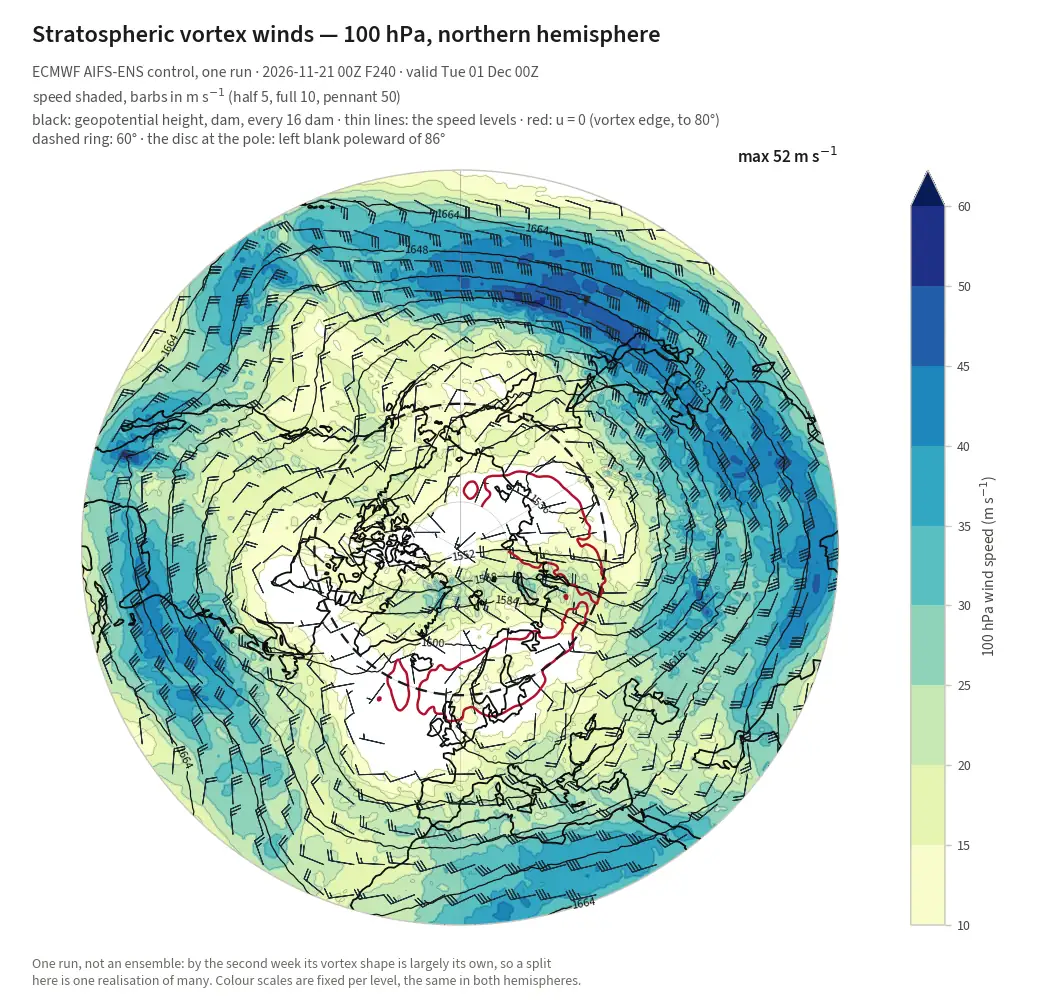 Stratospheric vortex winds — 100 hPa, northern hemisphere
ECMWF AIFS-ENS control, one run · 2026-11-21 00Z F240 · valid Tue 01 Dec 00Z
speed shaded, barbs in m s⁻¹ (half 5, full 10, pennant 50)
black: geopotential height, dam, every 16 dam · thin lines: the speed levels · red: u = 0 (vortex edge, to 80°)
dashed ring: 60° · the disc at the pole: left blank poleward of 86°
max 52 m s⁻¹
60
50
45
40
35
30
25
20
15
10
100 hPa wind speed (m s⁻¹)
1664
1664
1648
1664
1632
1536
1552
1584
1600
1616
1664
1664
One run, not an ensemble: by the second week its vortex shape is largely its own, so a split
here is one realisation of many. Colour scales are fixed per level, the same in both hemispheres.